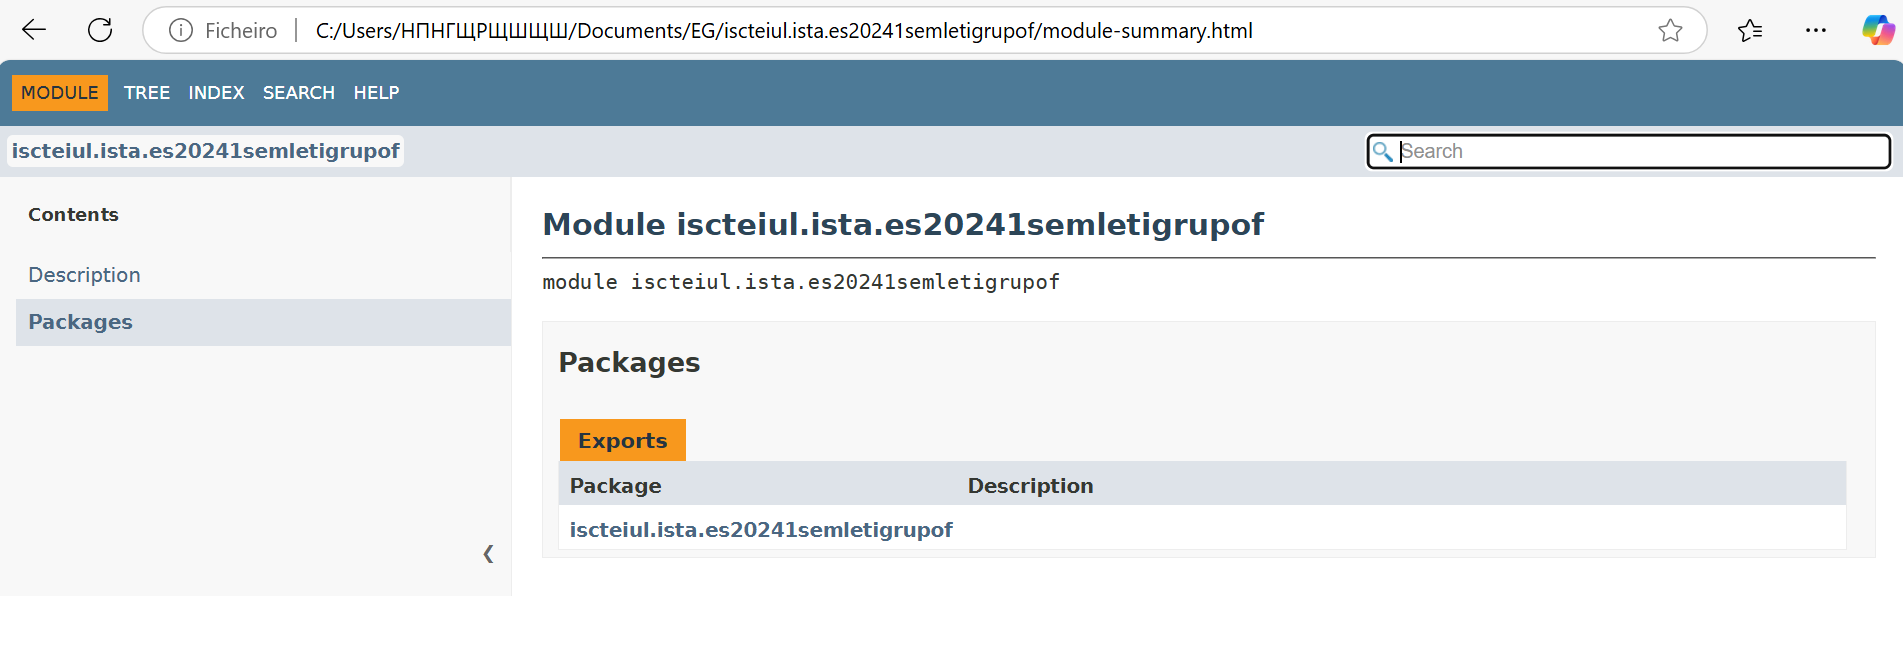 Ficheiro C:/Users/НПНГЩРЩШЩШ/Documents/EG/iscteiul.ista.es20241semletigrupof/module-summary.html
MODULE TREE INDEX SEARCH HELP
iscteiul.ista.es20241semletigrupof
Search
Contents
Description
Packages
Module iscteiul.ista.es20241semletigrupof
module iscteiul.ista.es20241semletigrupof
Packages
Exports
Package Description
iscteiul.ista.es20241semletigrupof